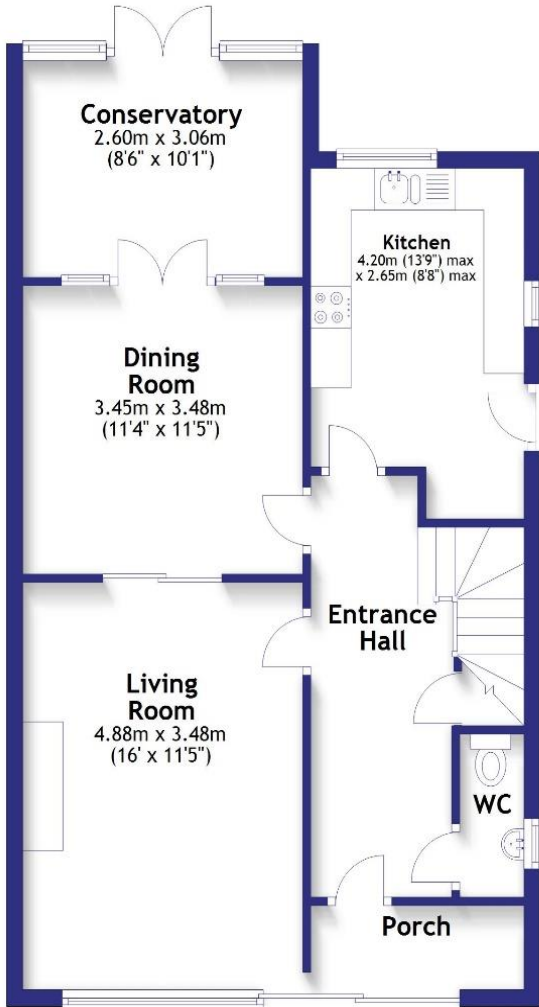 Conservatory
2.60m x 3.06m
(8'6" x 10'1")
Kitchen
4.20m (13'9") max
x 2.65m (8'8") max
Dining
Room
3.45m x 3.48m
(11'4" x 11'5")
Entrance
Hall
Living
Room
4.88m x 3.48m
(16' x 11'5")
WC
Porch